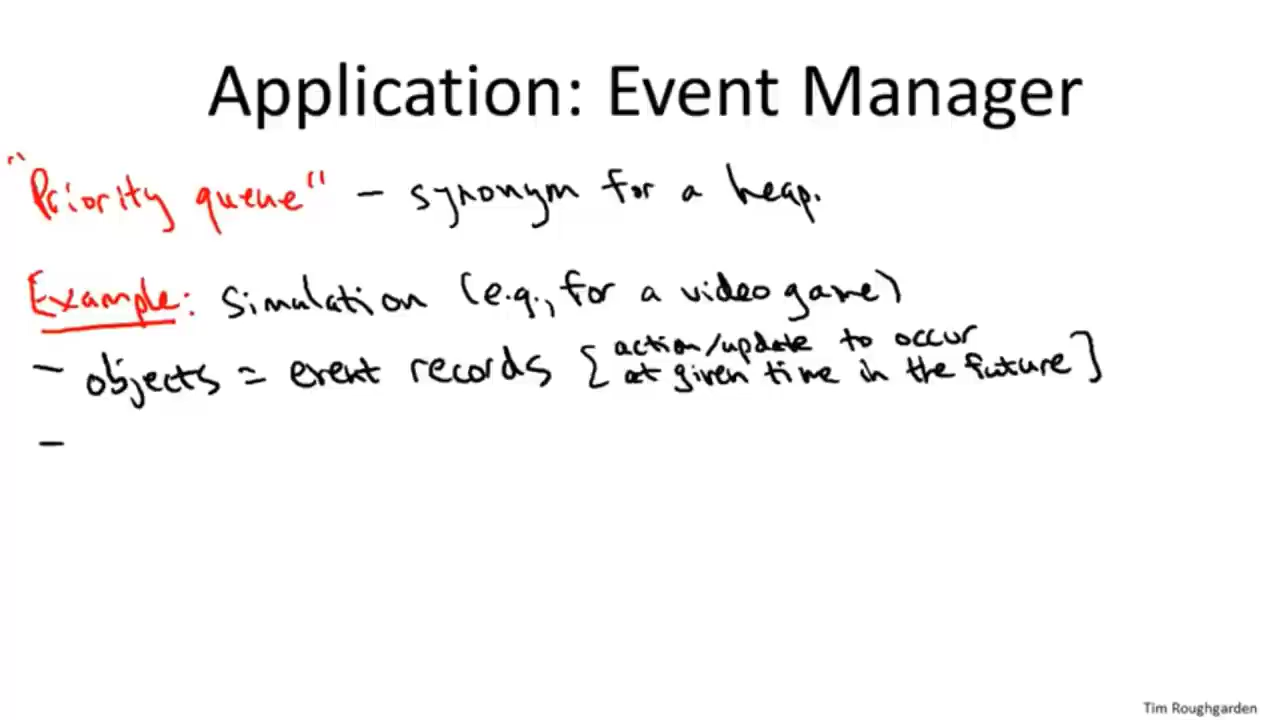 Application: Event Manager
"Priority queue" - synonym for a heap.
Example: Simulation (e.g., for a video game)
- objects = event records [action/update to occur
at given time in the future]
-
Tim Roughgarden